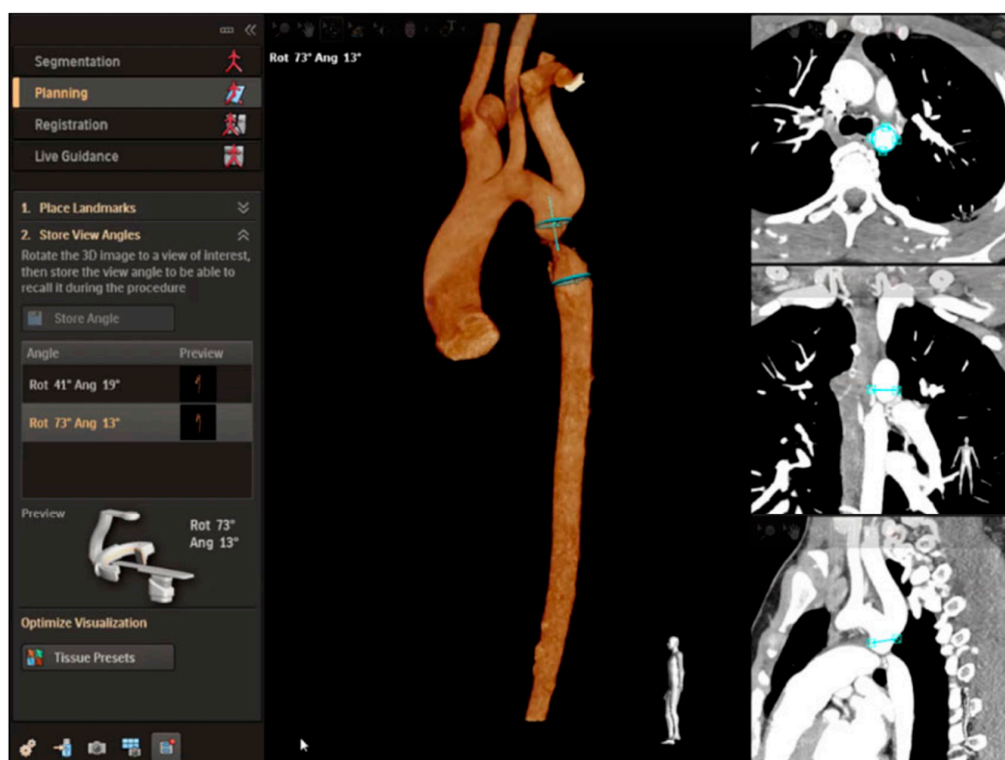 Segmentation
Planning
Registration
Live Guidance
1. Place Landmarks
2. Store View Angles
Rotate the 3D image to a view of interest,
then store the view angle to be able to
recall it during the procedure
Store Angle
Angle Preview
Rot 41° Ang 19°
Rot 73° Ang 13°
Preview
Rot 73°
Ang 13°
Optimize Visualization
Tissue Presets
Rot 73° Ang 13°